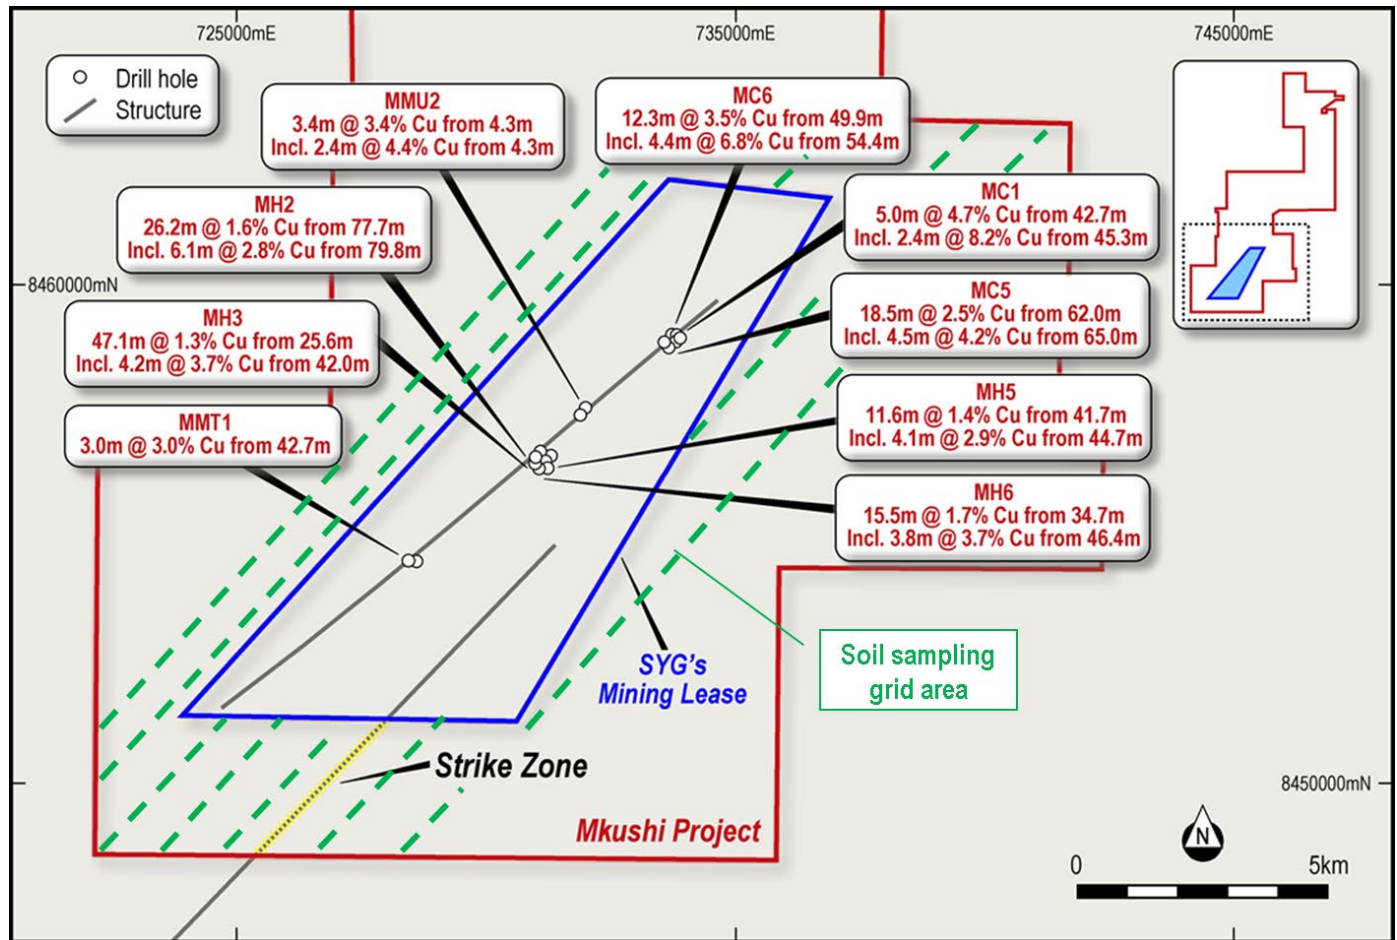 725000mE
735000mE
745000mE
Drill hole
Structure
MMU2
3.4m @ 3.4% Cu from 4.3m
Incl. 2.4m @ 4.4% Cu from 4.3m
MC6
12.3m @ 3.5% Cu from 49.9m
Incl. 4.4m @ 6.8% Cu from 54.4m
MH2
26.2m @ 1.6% Cu from 77.7m
Incl. 6.1m @ 2.8% Cu from 79.8m
MC1
5.0m @ 4.7% Cu from 42.7m
Incl. 2.4m @ 8.2% Cu from 45.3m
8460000mN
MH3
47.1m @ 1.3% Cu from 25.6m
Incl. 4.2m @ 3.7% Cu from 42.0m
MC5
18.5m @ 2.5% Cu from 62.0m
Incl. 4.5m @ 4.2% Cu from 65.0m
MMT1
3.0m @ 3.0% Cu from 42.7m
MH5
11.6m @ 1.4% Cu from 41.7m
Incl. 4.1m @ 2.9% Cu from 44.7m
MH6
15.5m @ 1.7% Cu from 34.7m
Incl. 3.8m @ 3.7% Cu from 46.4m
SYG's
Mining Lease
Soil sampling
grid area
Strike Zone
8450000mN
Mkushi Project
N
0
5km